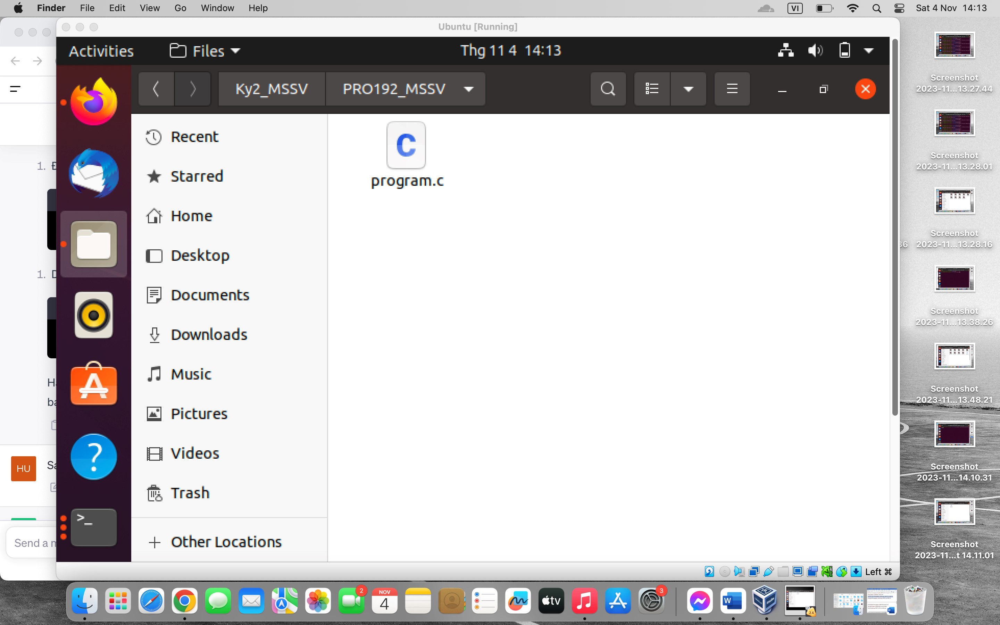 Finder File Edit View Go Window Help VI Sat 4 Nov 14:13
Ubuntu [Running]
Activities Files Thg 11 4 14:13
Ky2_MSSV PRO192_MSSV
Recent
Starred
Home
Desktop
Documents
Downloads
Music
Pictures
Videos
Trash
Other Locations
C
program.c
1.
1.
HU
Send a
Left ⌘
Screenshot
2023-11...13.27.44
Screenshot
2023-11...13.28.01
Screenshot
36 2023-11...13.28.16
Screenshot
2023-11...13.38.26
Screenshot
2023-11...13.48.21
Screenshot
2023-11...14.10.31
Screenshot
2023-11...t 14.11.01
2
NOV
4
tv
3
W